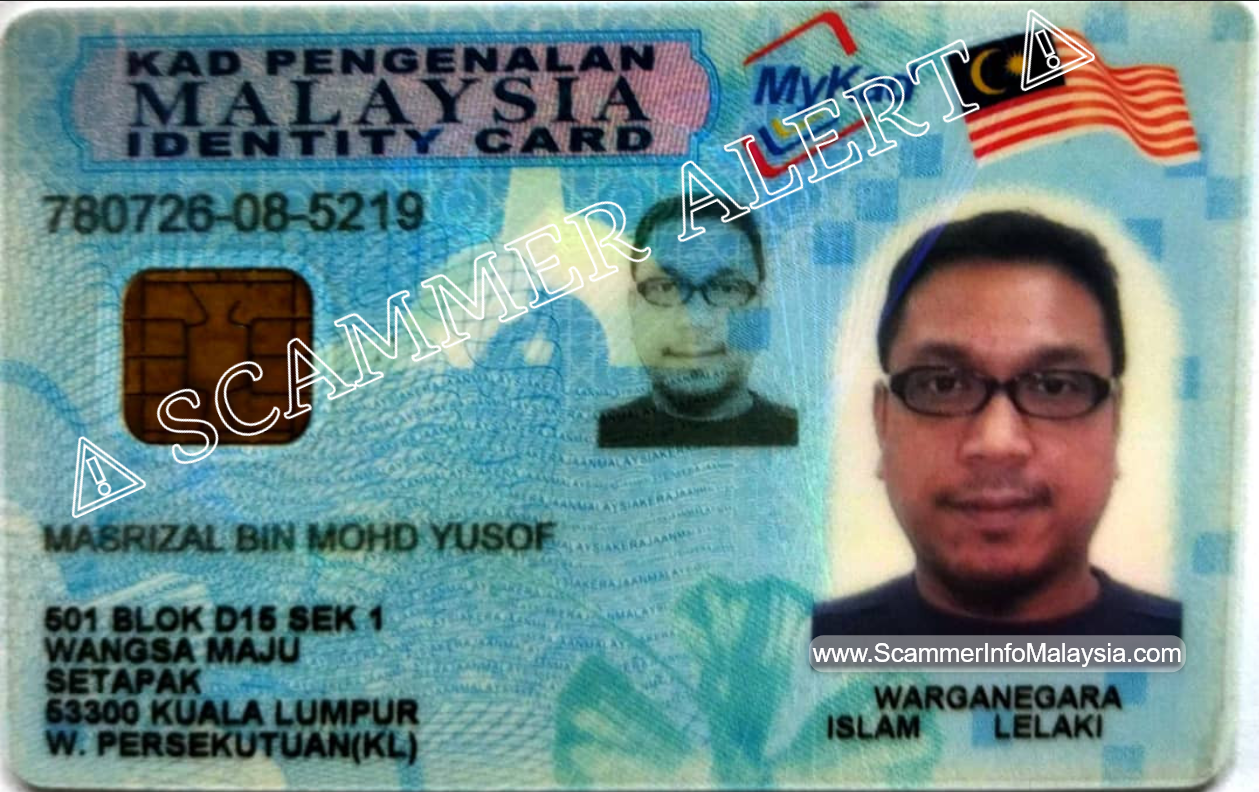 KAD PENGENALAN
MALAYSIA
IDENTITY CARD
MyKad
780726-08-5219
⚠ SCAMMER ALERT ⚠
MASRIZAL BIN MOHD YUSOF
501 BLOK D15 SEK 1
WANGSA MAJU
SETAPAK
53300 KUALA LUMPUR
W. PERSEKUTUAN(KL)
www.ScammerInfoMalaysia.com
WARGANEGARA
ISLAM LELAKI